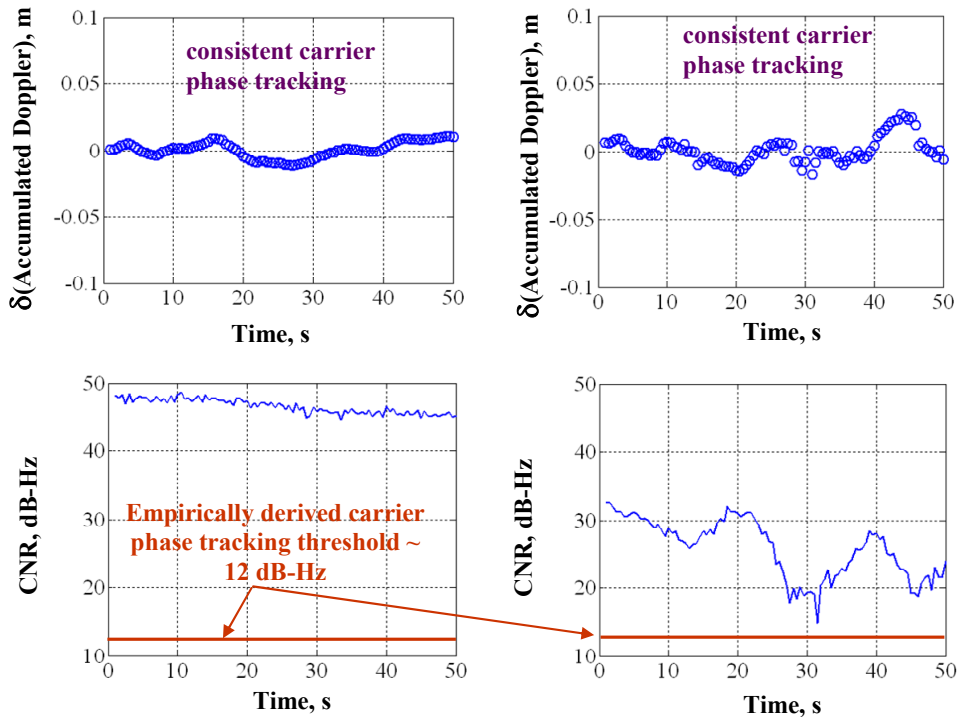 0.1
0.05
0
-0.05
-0.1
δ(Accumulated Doppler), m
consistent carrier
phase tracking
0 10 20 30 40 50
Time, s
0.1
0.05
0
-0.05
-0.1
δ(Accumulated Doppler), m
consistent carrier
phase tracking
0 10 20 30 40 50
Time, s
50
40
30
20
10
CNR, dB-Hz
Empirically derived carrier
phase tracking threshold ~
12 dB-Hz
0 10 20 30 40 50
Time, s
50
40
30
20
10
CNR, dB-Hz
0 10 20 30 40 50
Time, s